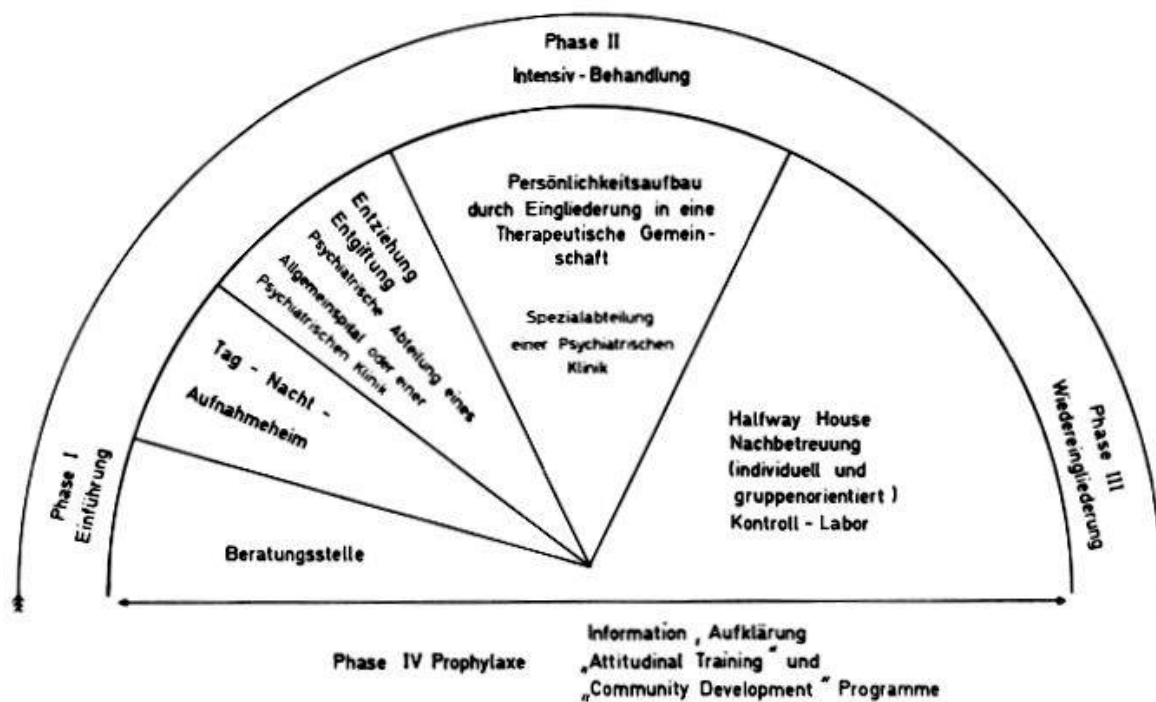 Phase II
Intensiv - Behandlung
Phase I
Einführung
Beratungsstelle
Tag - Nacht -
Aufnahmeheim
Entziehung
Entgiftung
Psychiatrische Abteilung eines
Allgemeinspital oder einer
Psychiatrischen Klinik
Persönlichkeitsaufbau
durch Eingliederung in eine
Therapeutische Gemein -
schaft
Spezialabteilung
einer Psychiatrischen
Klinik
Halfway House
Nachbetreuung
(individuell und
gruppenorientiert)
Kontroll - Labor
Phase III
Wiedereingliederung
Phase IV Prophylaxe
Information, Aufklärung
„Attitudinal Training" und
„Community Development" Programme